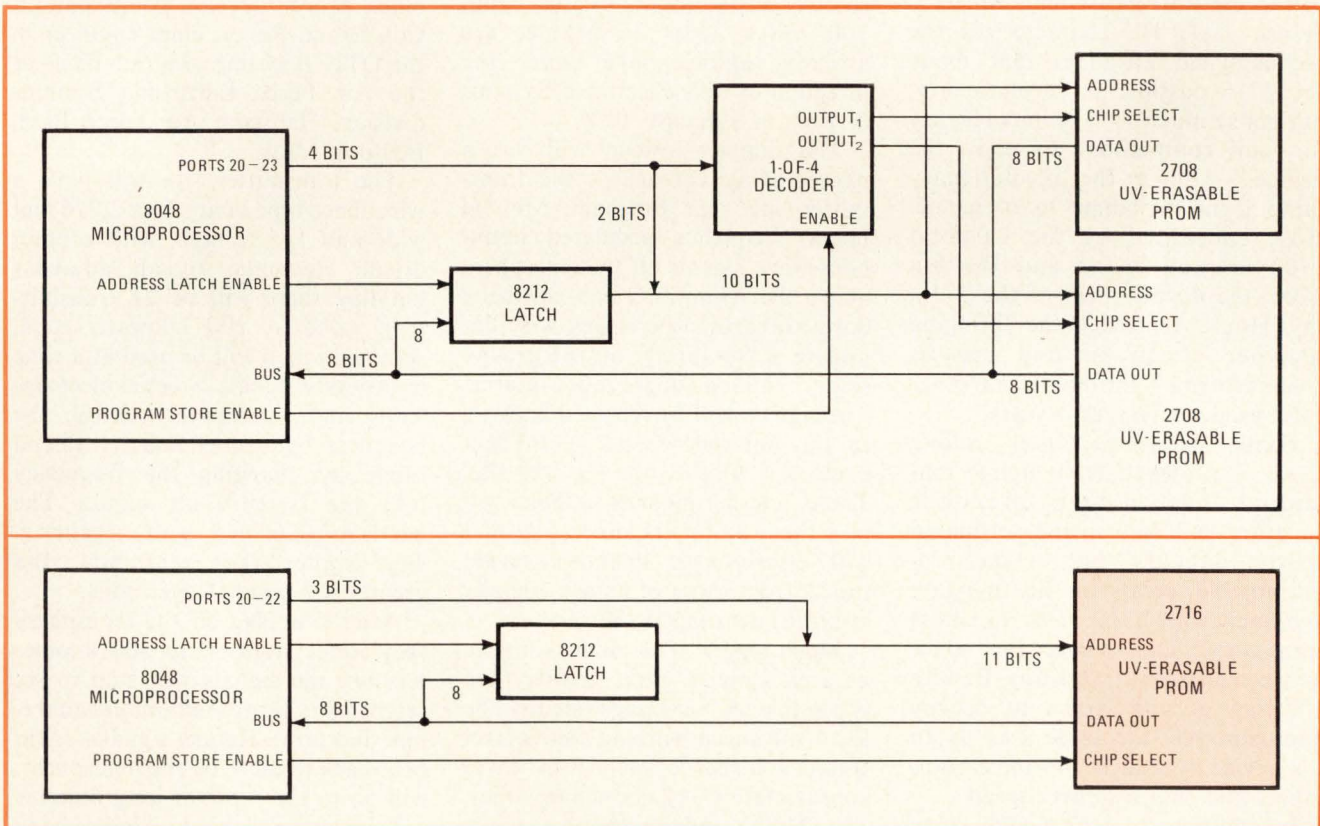 PORTS 20–23
4 BITS
8048
MICROPROCESSOR
ADDRESS LATCH ENABLE
BUS
PROGRAM STORE ENABLE
8 BITS
8
8212
LATCH
2 BITS
OUTPUT1
OUTPUT2
1-OF-4
DECODER
ENABLE
10 BITS
ADDRESS
CHIP SELECT
DATA OUT
8 BITS
2708
UV-ERASABLE
PROM
ADDRESS
CHIP SELECT
DATA OUT
8 BITS
2708
UV-ERASABLE
PROM
PORTS 20–22
3 BITS
ADDRESS LATCH ENABLE
8048
MICROPROCESSOR
BUS
PROGRAM STORE ENABLE
8 BITS
8
8212
LATCH
11 BITS
2716
ADDRESS
UV-ERASABLE
PROM
DATA OUT
CHIP SELECT